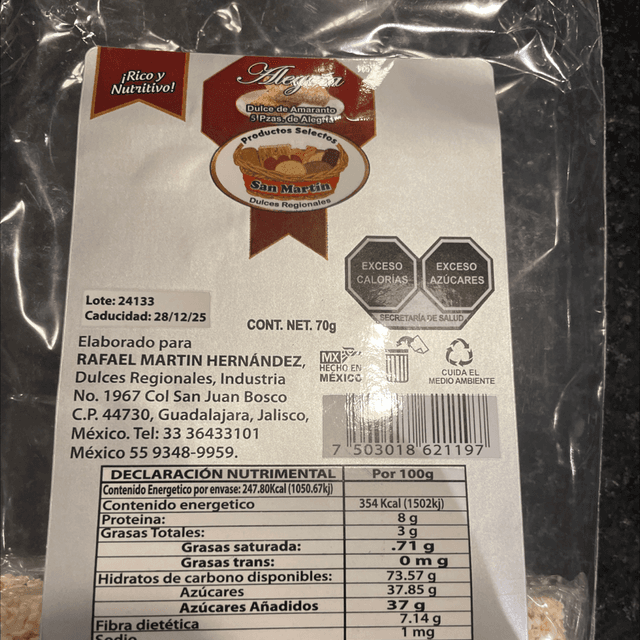 ¡Rico y
Nutritivo!
Alegría
Dulce de Amaranto
5 Pzas. de Alegría
Productos Selectos
San Martín
Dulces Regionales
EXCESO
CALORÍAS
EXCESO
AZÚCARES
SECRETARÍA DE SALUD
Lote: 24133
Caducidad: 28/12/25
CONT. NET. 70g
Elaborado para
RAFAEL MARTIN HERNÁNDEZ,
Dulces Regionales, Industria
No. 1967 Col San Juan Bosco
C.P. 44730, Guadalajara, Jalisco,
México. Tel: 33 36433101
México 55 9348-9959.
MX
HECHO EN
MÉXICO
CUIDA EL
MEDIO AMBIENTE
7 503018 621197
DECLARACIÓN NUTRIMENTAL Por 100g
Contenido Energetico por envase: 247.80Kcal (1050.67kj)
Contenido energetico 354 Kcal (1502kj)
Proteina: 8 g
Grasas Totales: 3 g
Grasas saturada: .71 g
Grasas trans: 0 m g
Hidratos de carbono disponibles: 73.57 g
Azúcares 37.85 g
Azúcares Añadidos 37 g
Fibra dietética 7.14 g
Sodio 1 mg